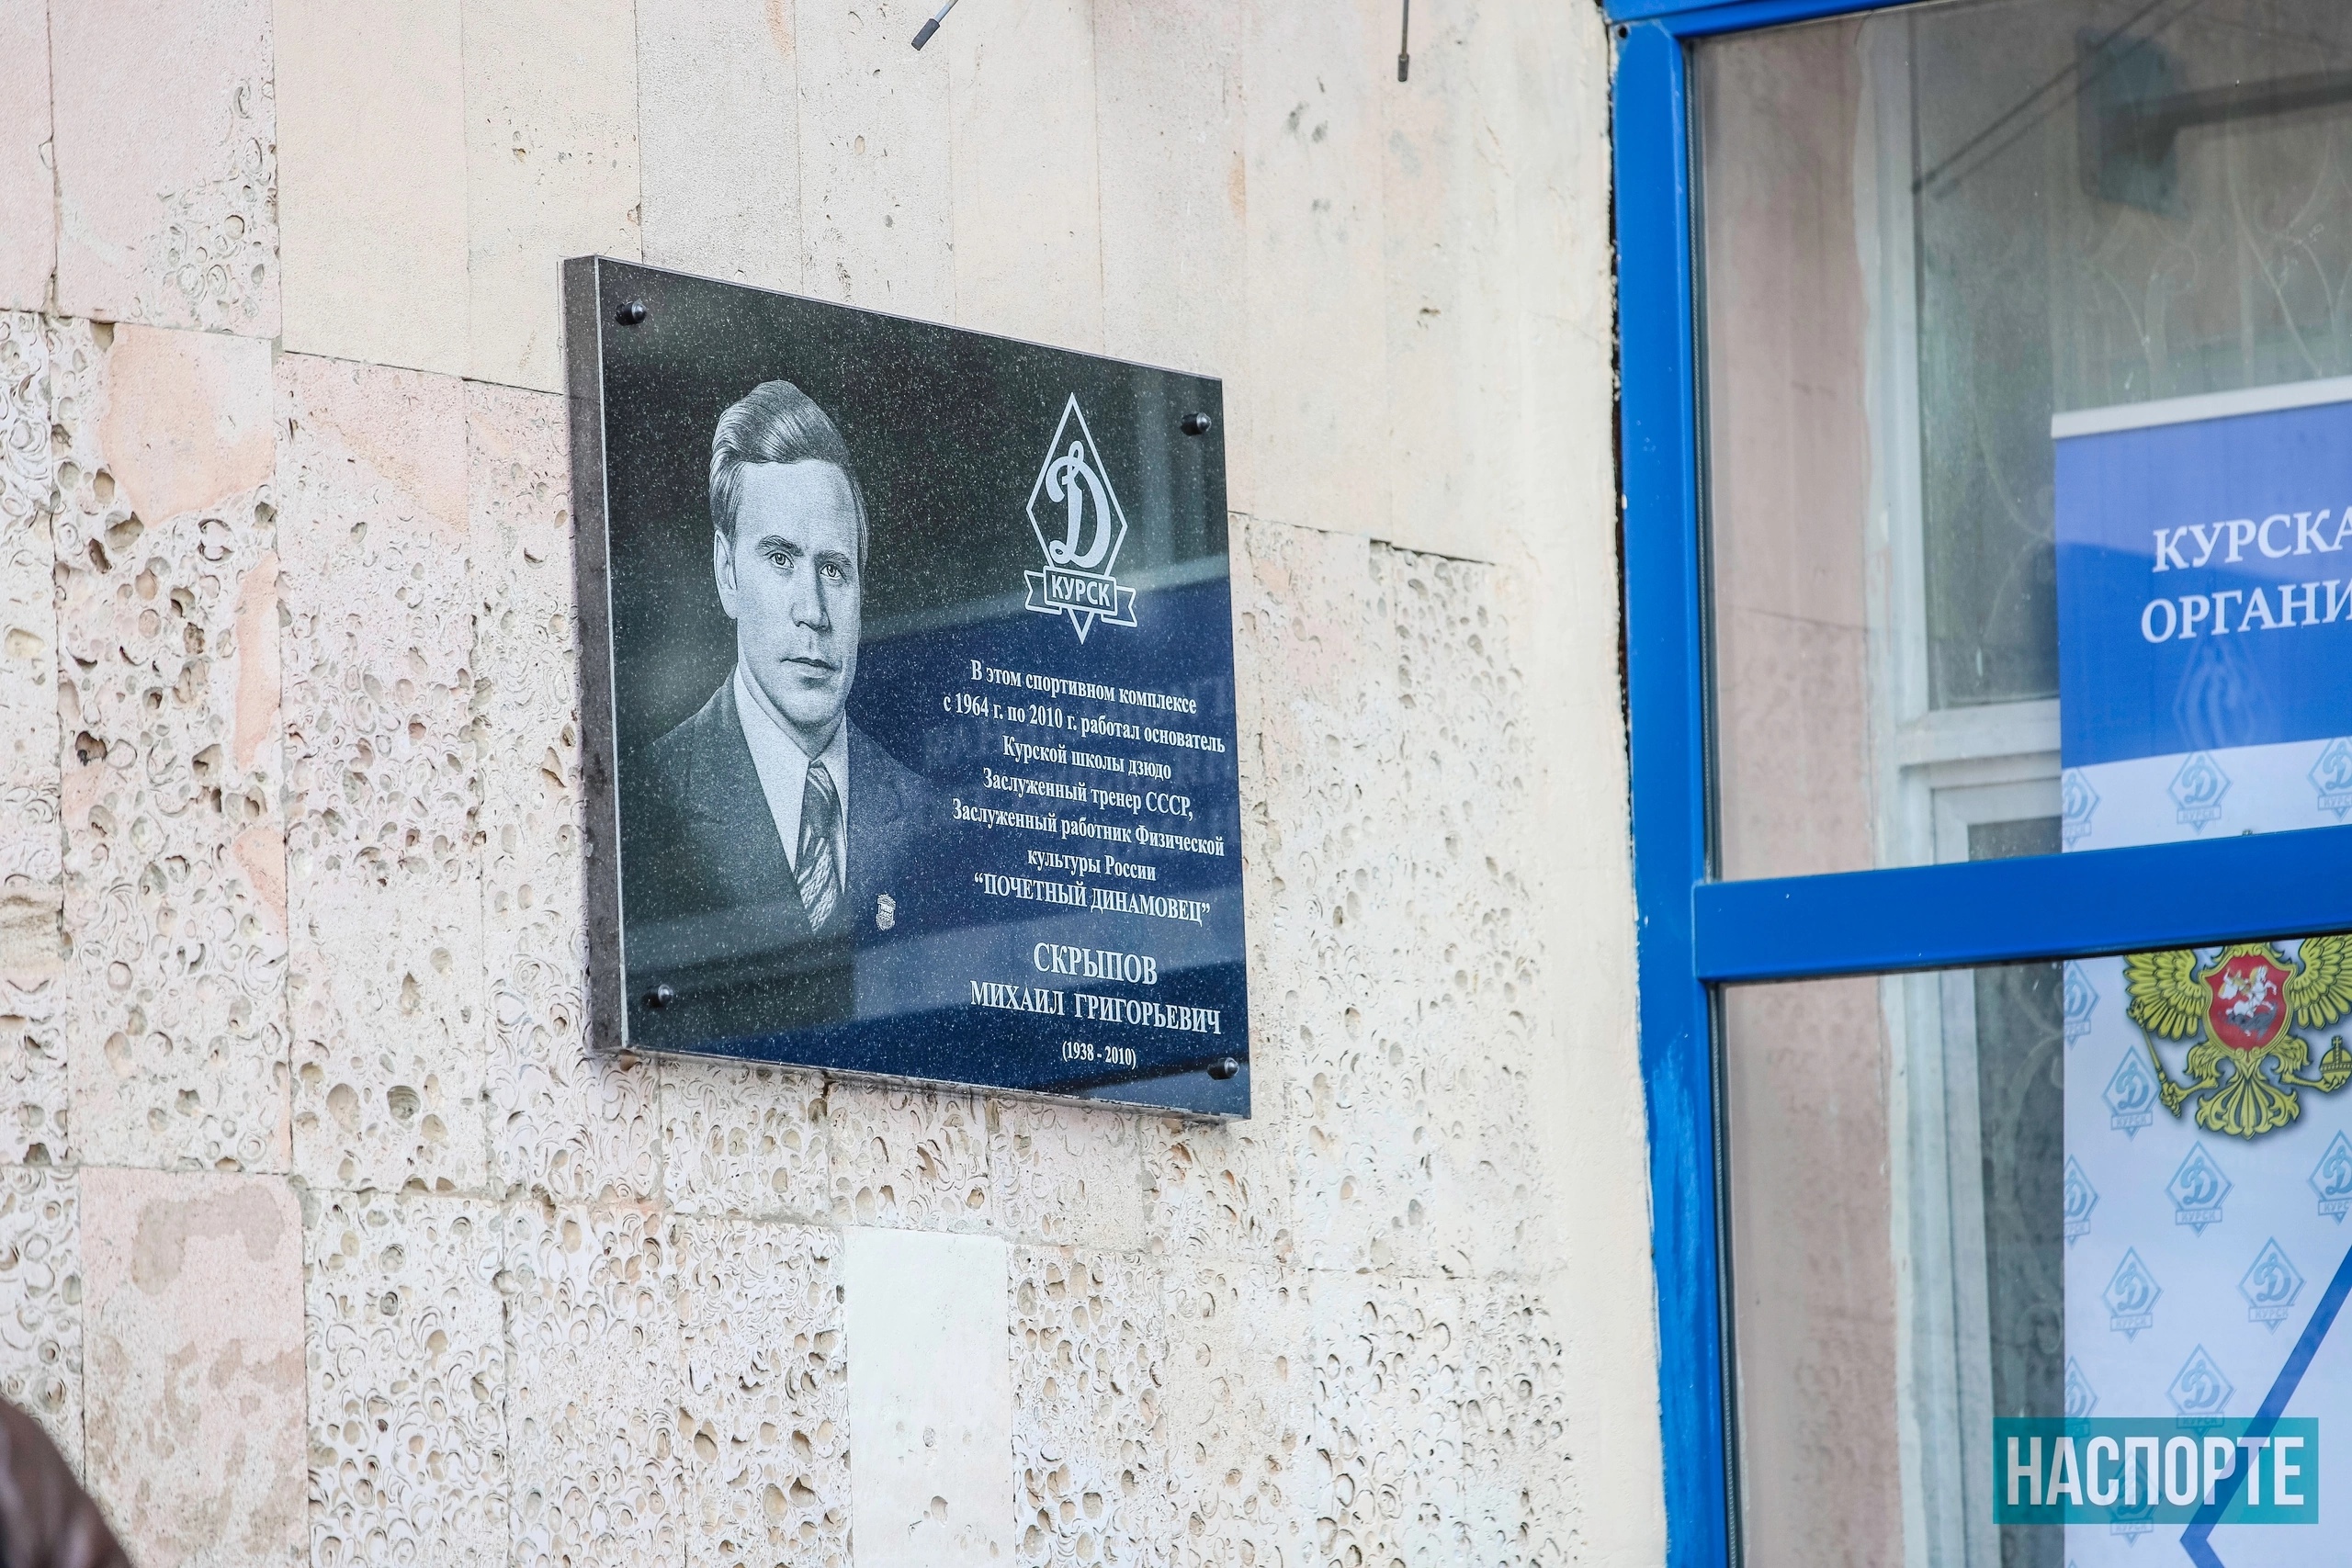 Д
КУРСК
В этом спортивном комплексе
с 1964 г. по 2010 г. работал основатель
Курской школы дзюдо
Заслуженный тренер СССР,
Заслуженный работник Физической
культуры России
“ПОЧЕТНЫЙ ДИНАМОВЕЦ”
СКРЫПОВ
МИХАИЛ ГРИГОРЬЕВИЧ
(1938 - 2010)
КУРСКА
ОРГАНИ
НАСПОРТЕ